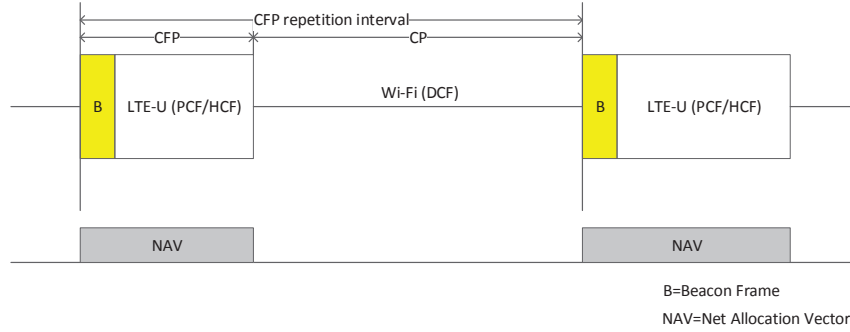 CFP repetition interval
CFP
CP
B
LTE-U (PCF/HCF)
Wi-Fi (DCF)
B
LTE-U (PCF/HCF)
NAV
NAV
B=Beacon Frame
NAV=Net Allocation Vector